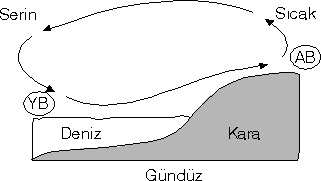 Serin
Sıcak
AB
YB
Deniz
Kara
Gündüz